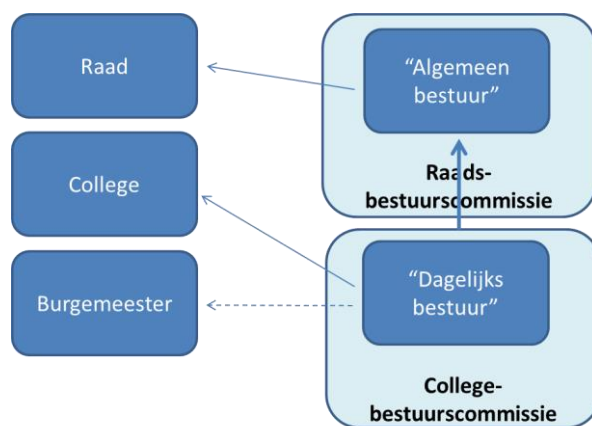 Raad
College
Burgemeester
“Algemeen
bestuur”
Raads-
bestuurscommissie
“Dagelijks
bestuur”
College-
bestuurscommissie